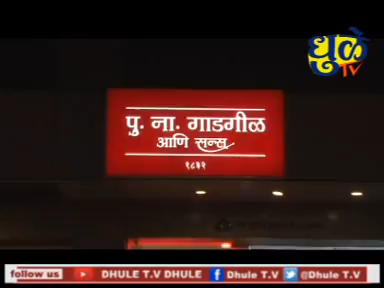 धुळे
TV
पु. ना. गाडगीळ
आणि सन्स
१८३२
follow us DHULE T.V DHULE Dhule T.V Dhule T.V